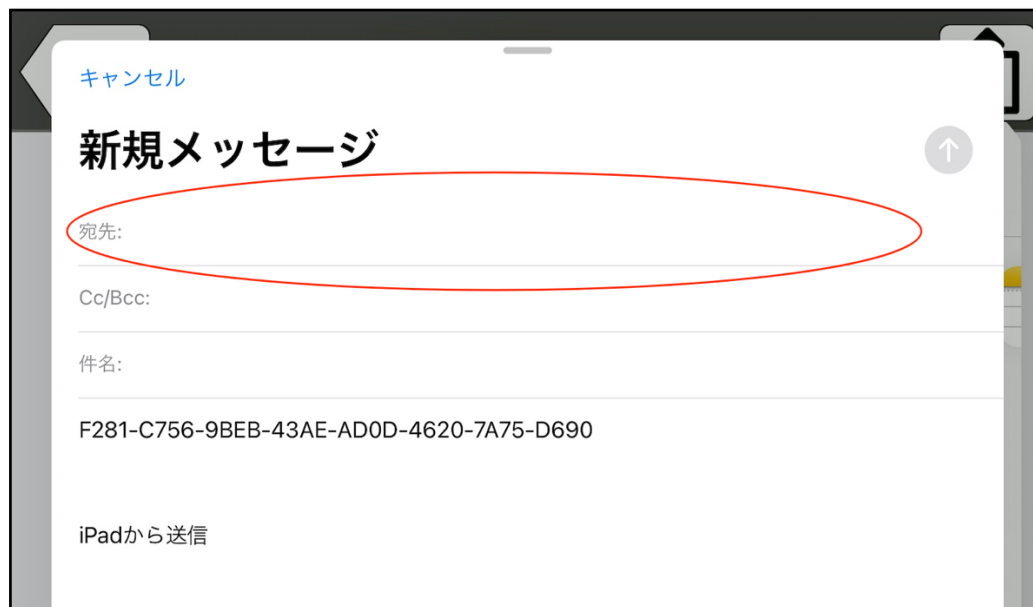 キャンセル
新規メッセージ
宛先:
Cc/Bcc:
件名:
F281-C756-9BEB-43AE-AD0D-4620-7A75-D690
iPadから送信